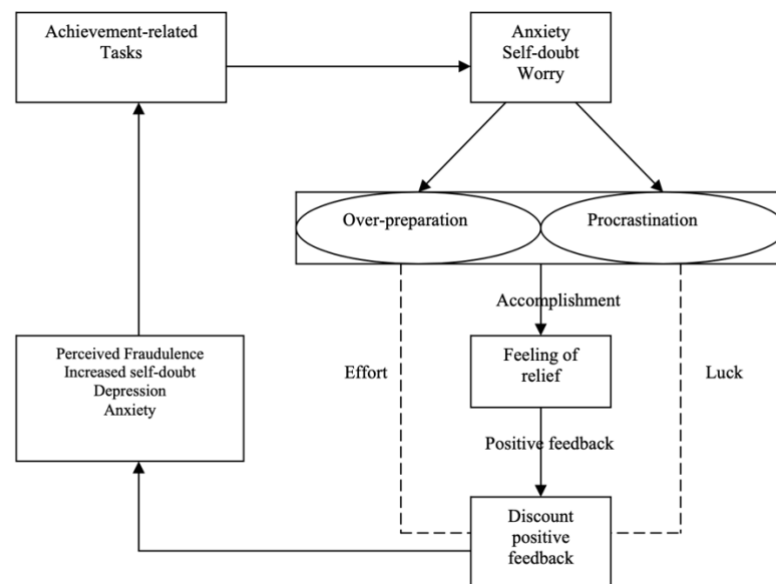 Achievement-related
Tasks
Anxiety
Self-doubt
Worry
Over-preparation
Procrastination
Accomplishment
Perceived Fraudulence
Increased self-doubt
Depression
Anxiety
Effort
Feeling of
relief
Luck
Positive feedback
Discount
positive
feedback